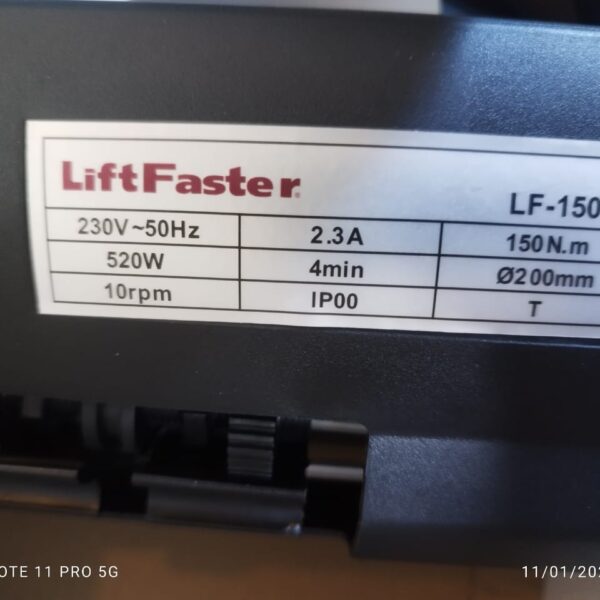 LiftFaster
LF-150
230V~50Hz 2.3A 150N.m
520W 4min Ø200mm
10rpm IP00 T
OTE 11 PRO 5G 11/01/202